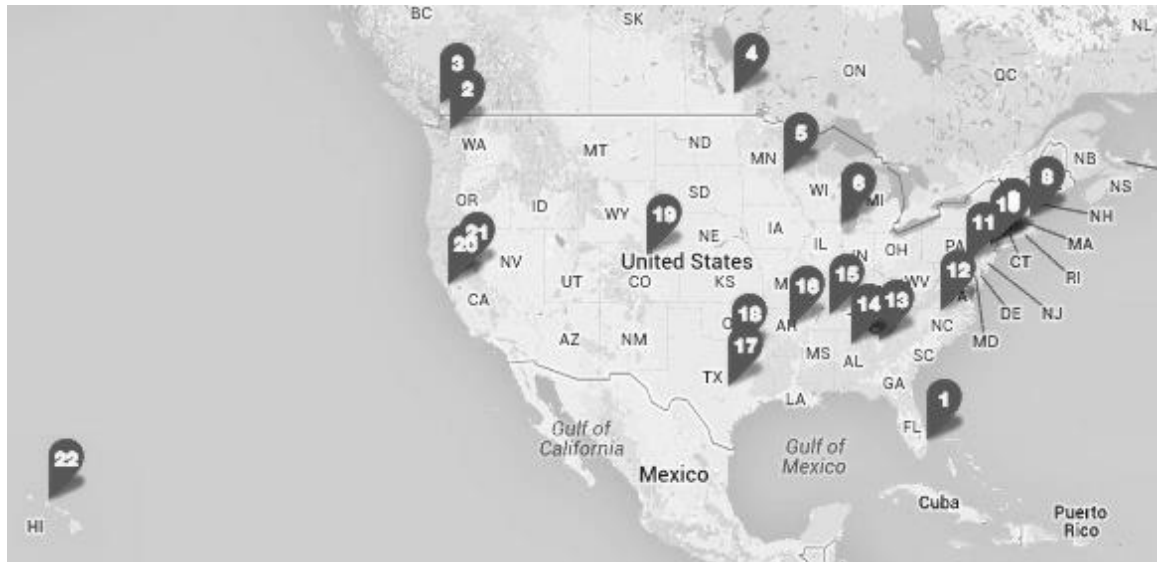 BC
SK
NL
3
4
ON
QC
2
5
WA
MT
ND
MN
NB
8
NS
6
WI
MI
OR
ID
SD
WY
19
NH
11
21
20
IA
NE
PA
MA
NV
IL
IN
OH
CT
United States
RI
12
UT
CO
KS
15
WV
CA
16
14
13
DE
NJ
18
AR
NC
MD
AZ
NM
17
MS
AL
SC
TX
GA
1
LA
FL
Gulf of
California
Gulf of
Mexico
22
Mexico
Cuba
HI
Puerto
Rico